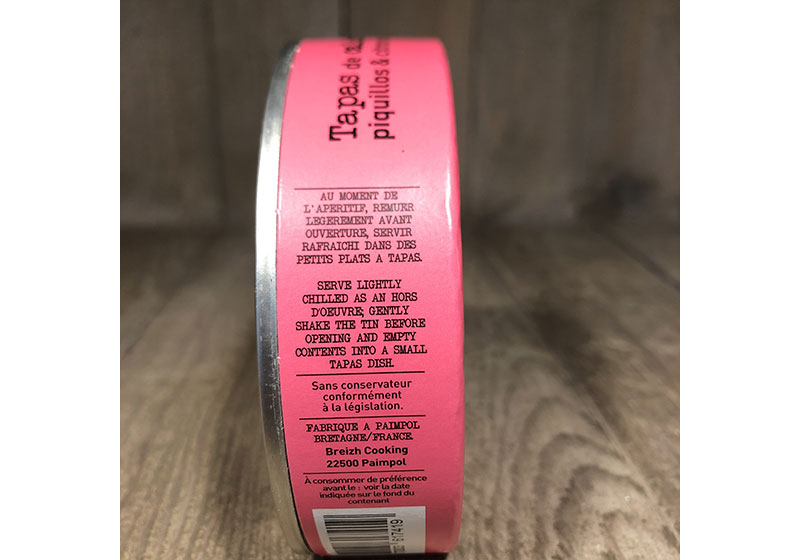 Tapas de
piquillos &
AU MOMENT DE
L'APERITIF, REMUER
LEGEREMENT AVANT
OUVERTURE, SERVIR
RAFRAICHI DANS DES
PETITS PLATS A TAPAS.
SERVE LIGHTLY
CHILLED AS AN HORS
D'OEUVRE; GENTLY
SHAKE THE TIN BEFORE
OPENING AND EMPTY
CONTENTS INTO A SMALL
TAPAS DISH.
Sans conservateur
conformément
à la législation.
FABRIQUE A PAIMPOL
BRETAGNE/FRANCE.
Breizh Cooking
22500 Paimpol
À consommer de préférence
avant le : voir la date
indiquée sur le fond du
contenant
617419